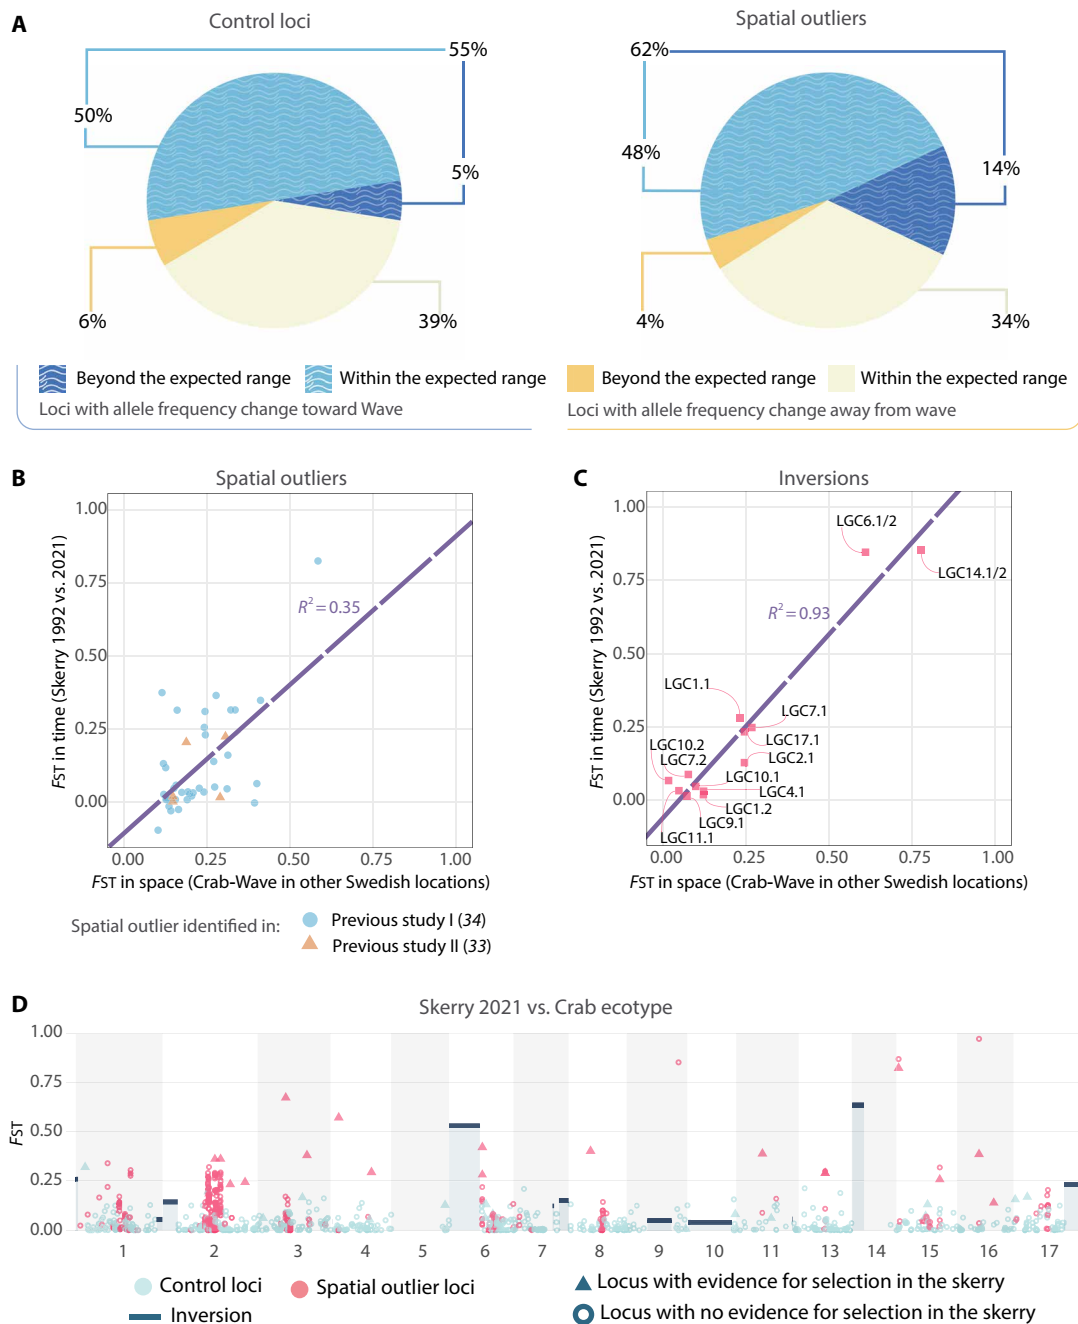 A
Control loci
Spatial outliers
55%
50%
5%
6%
39%
62%
48%
14%
4%
34%
Beyond the expected range
Within the expected range
Loci with allele frequency change toward Wave
Beyond the expected range
Within the expected range
Loci with allele frequency change away from wave
B
Spatial outliers
FST in time (Skerry 1992 vs. 2021)
1.00
0.75
0.50
0.25
0.00
R² = 0.35
0.00 0.25 0.50 0.75 1.00
FST in space (Crab-Wave in other Swedish locations)
Spatial outlier identified in:
Previous study I (34)
Previous study II (33)
C
Inversions
FST in time (Skerry 1992 vs. 2021)
1.00
0.75
0.50
0.25
0.00
LGC6.1/2
LGC14.1/2
R² = 0.93
LGC1.1
LGC7.1
LGC17.1
LGC10.2
LGC7.2
LGC2.1
LGC10.1
LGC4.1
LGC1.2
LGC9.1
LGC11.1
0.00 0.25 0.50 0.75 1.00
FST in space (Crab-Wave in other Swedish locations)
D
Skerry 2021 vs. Crab ecotype
FST
1.00
0.75
0.50
0.25
0.00
1 2 3 4 5 6 7 8 9 10 11 13 14 15 16 17
Control loci
Spatial outlier loci
Inversion
Locus with evidence for selection in the skerry
Locus with no evidence for selection in the skerry